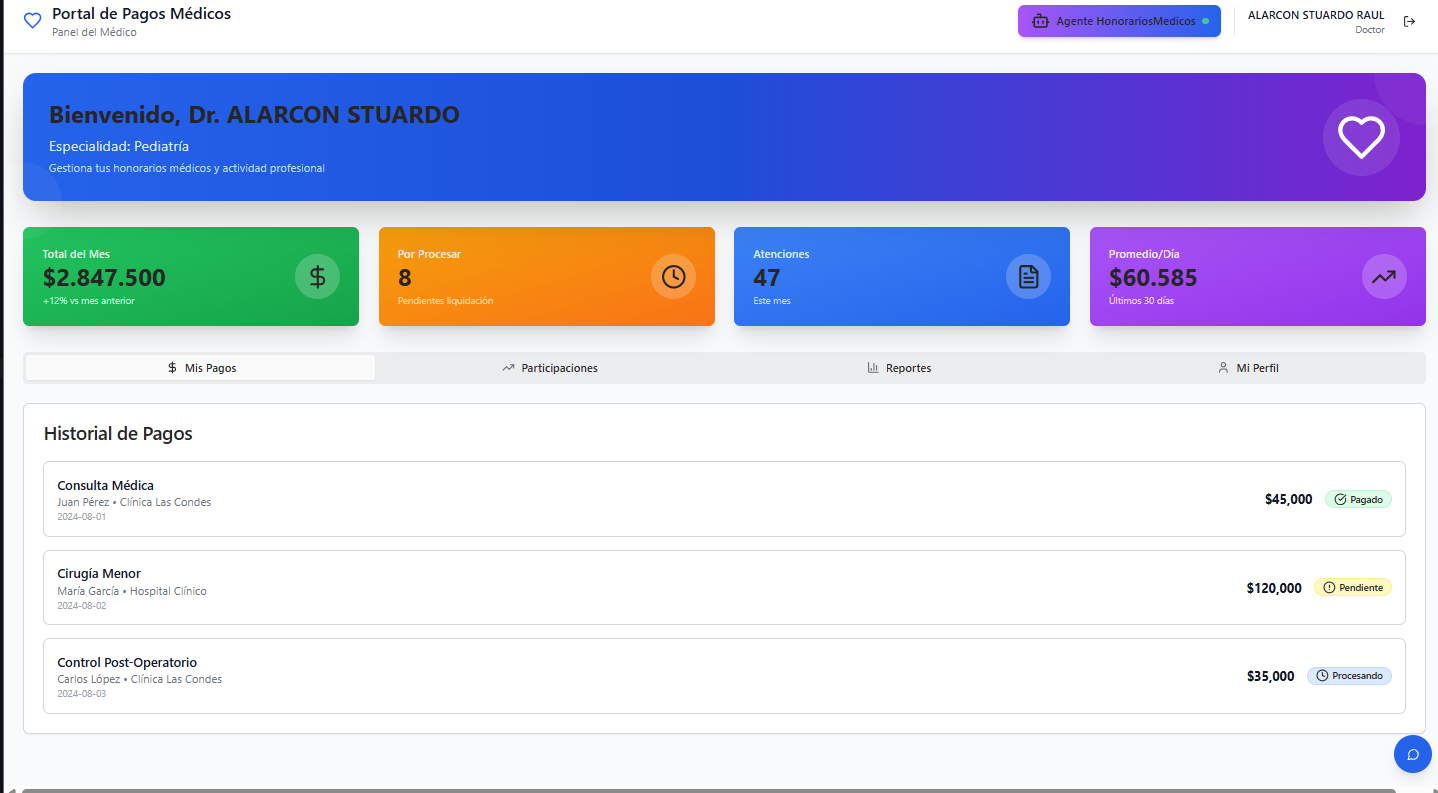 Portal de Pagos Médicos
Panel del Médico
Agente HonorariosMedicos
ALARCON STUARDO RAUL
Doctor
Bienvenido, Dr. ALARCON STUARDO
Especialidad: Pediatría
Gestiona tus honorarios médicos y actividad profesional
Total del Mes
$2.847.500
+12% vs mes anterior
Por Procesar
8
Pendientes liquidación
Atenciones
47
Este mes
Promedio/Día
$60.585
Últimos 30 días
Mis Pagos
Participaciones
Reportes
Mi Perfil
Historial de Pagos
Consulta Médica
Juan Pérez • Clínica Las Condes
2024-08-01
$45,000
Pagado
Cirugía Menor
María García • Hospital Clínico
2024-08-02
$120,000
Pendiente
Control Post-Operatorio
Carlos López • Clínica Las Condes
2024-08-03
$35,000
Procesando